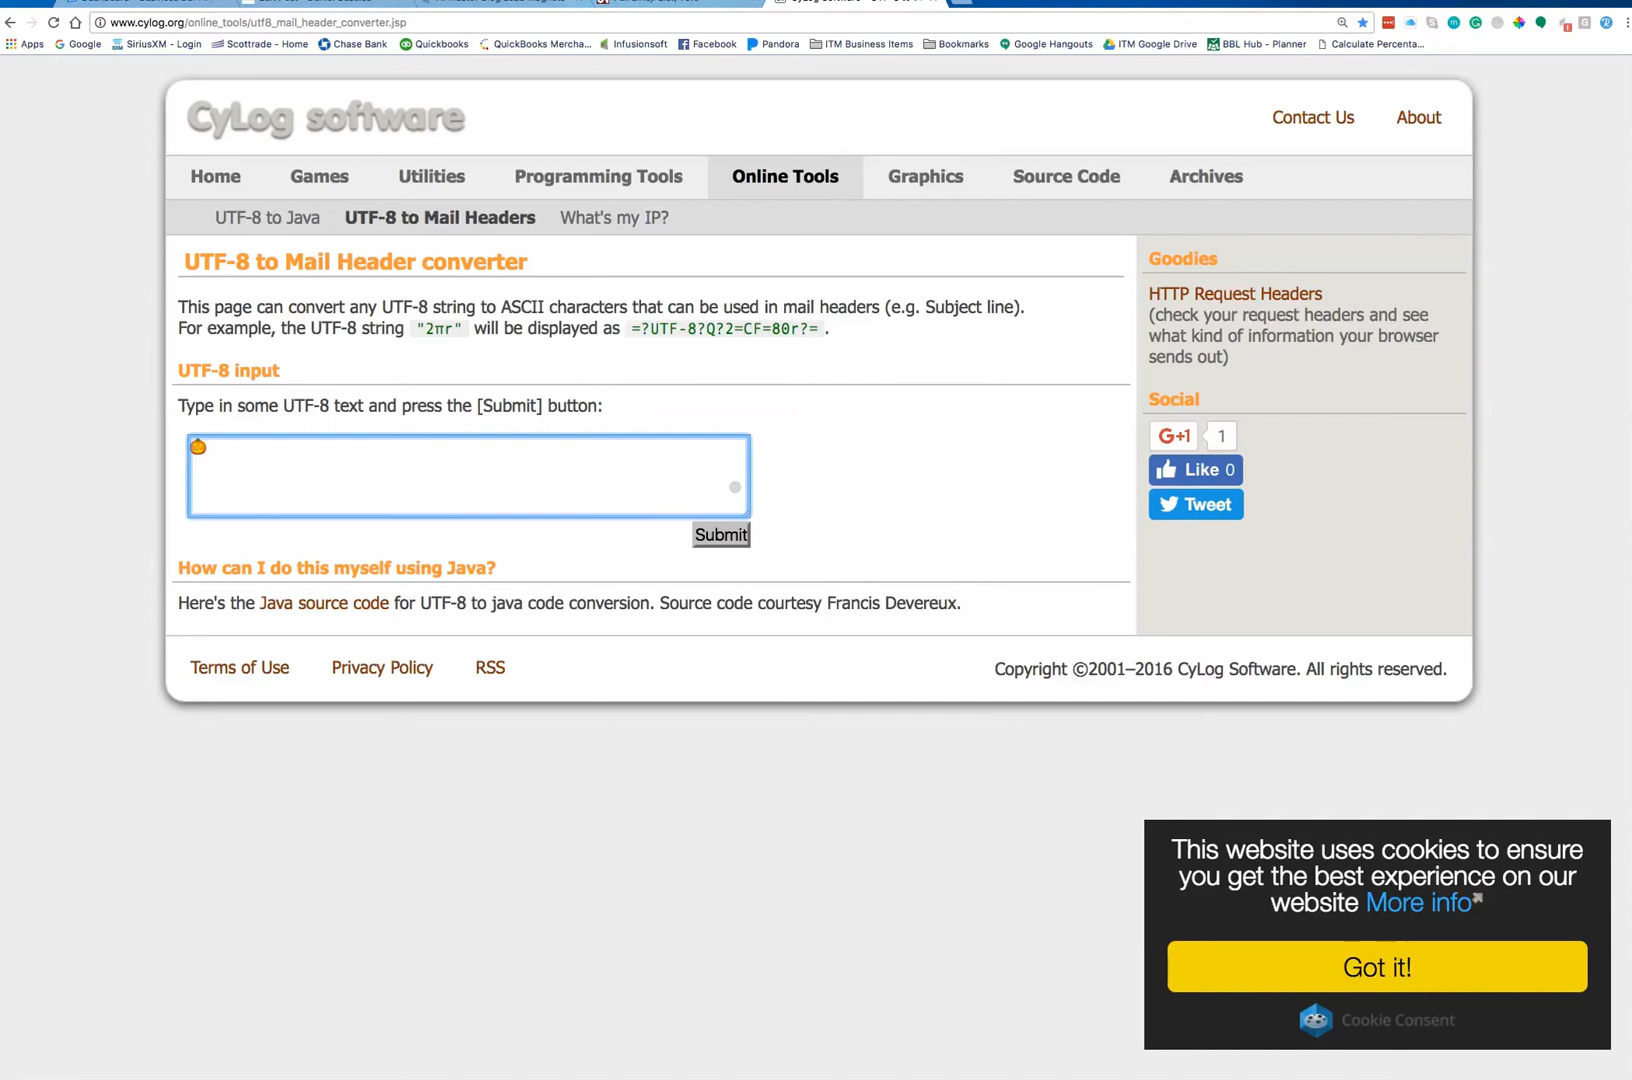 www.cylog.org/online_tools/utf8_mail_header_converter.jsp
Apps Google SiriusXM - Login Scottrade - Home Chase Bank Quickbooks QuickBooks Mercha... Infusionsoft Facebook Pandora ITM Business Items Bookmarks Google Hangouts ITM Google Drive BBL Hub - Planner Calculate Percenta...
CyLog software
Contact Us About
Home Games Utilities Programming Tools Online Tools Graphics Source Code Archives
UTF-8 to Java UTF-8 to Mail Headers What's my IP?
UTF-8 to Mail Header converter
This page can convert any UTF-8 string to ASCII characters that can be used in mail headers (e.g. Subject line).
For example, the UTF-8 string "2πr" will be displayed as =?UTF-8?Q?2=CF=80r?= .
UTF-8 input
Type in some UTF-8 text and press the [Submit] button:
Submit
How can I do this myself using Java?
Here's the Java source code for UTF-8 to java code conversion. Source code courtesy Francis Devereux.
Goodies
HTTP Request Headers
(check your request headers and see
what kind of information your browser
sends out)
Social
G+1 1
Like 0
Tweet
Terms of Use Privacy Policy RSS
Copyright ©2001–2016 CyLog Software. All rights reserved.
This website uses cookies to ensure
you get the best experience on our
website More info
Got it!
Cookie Consent